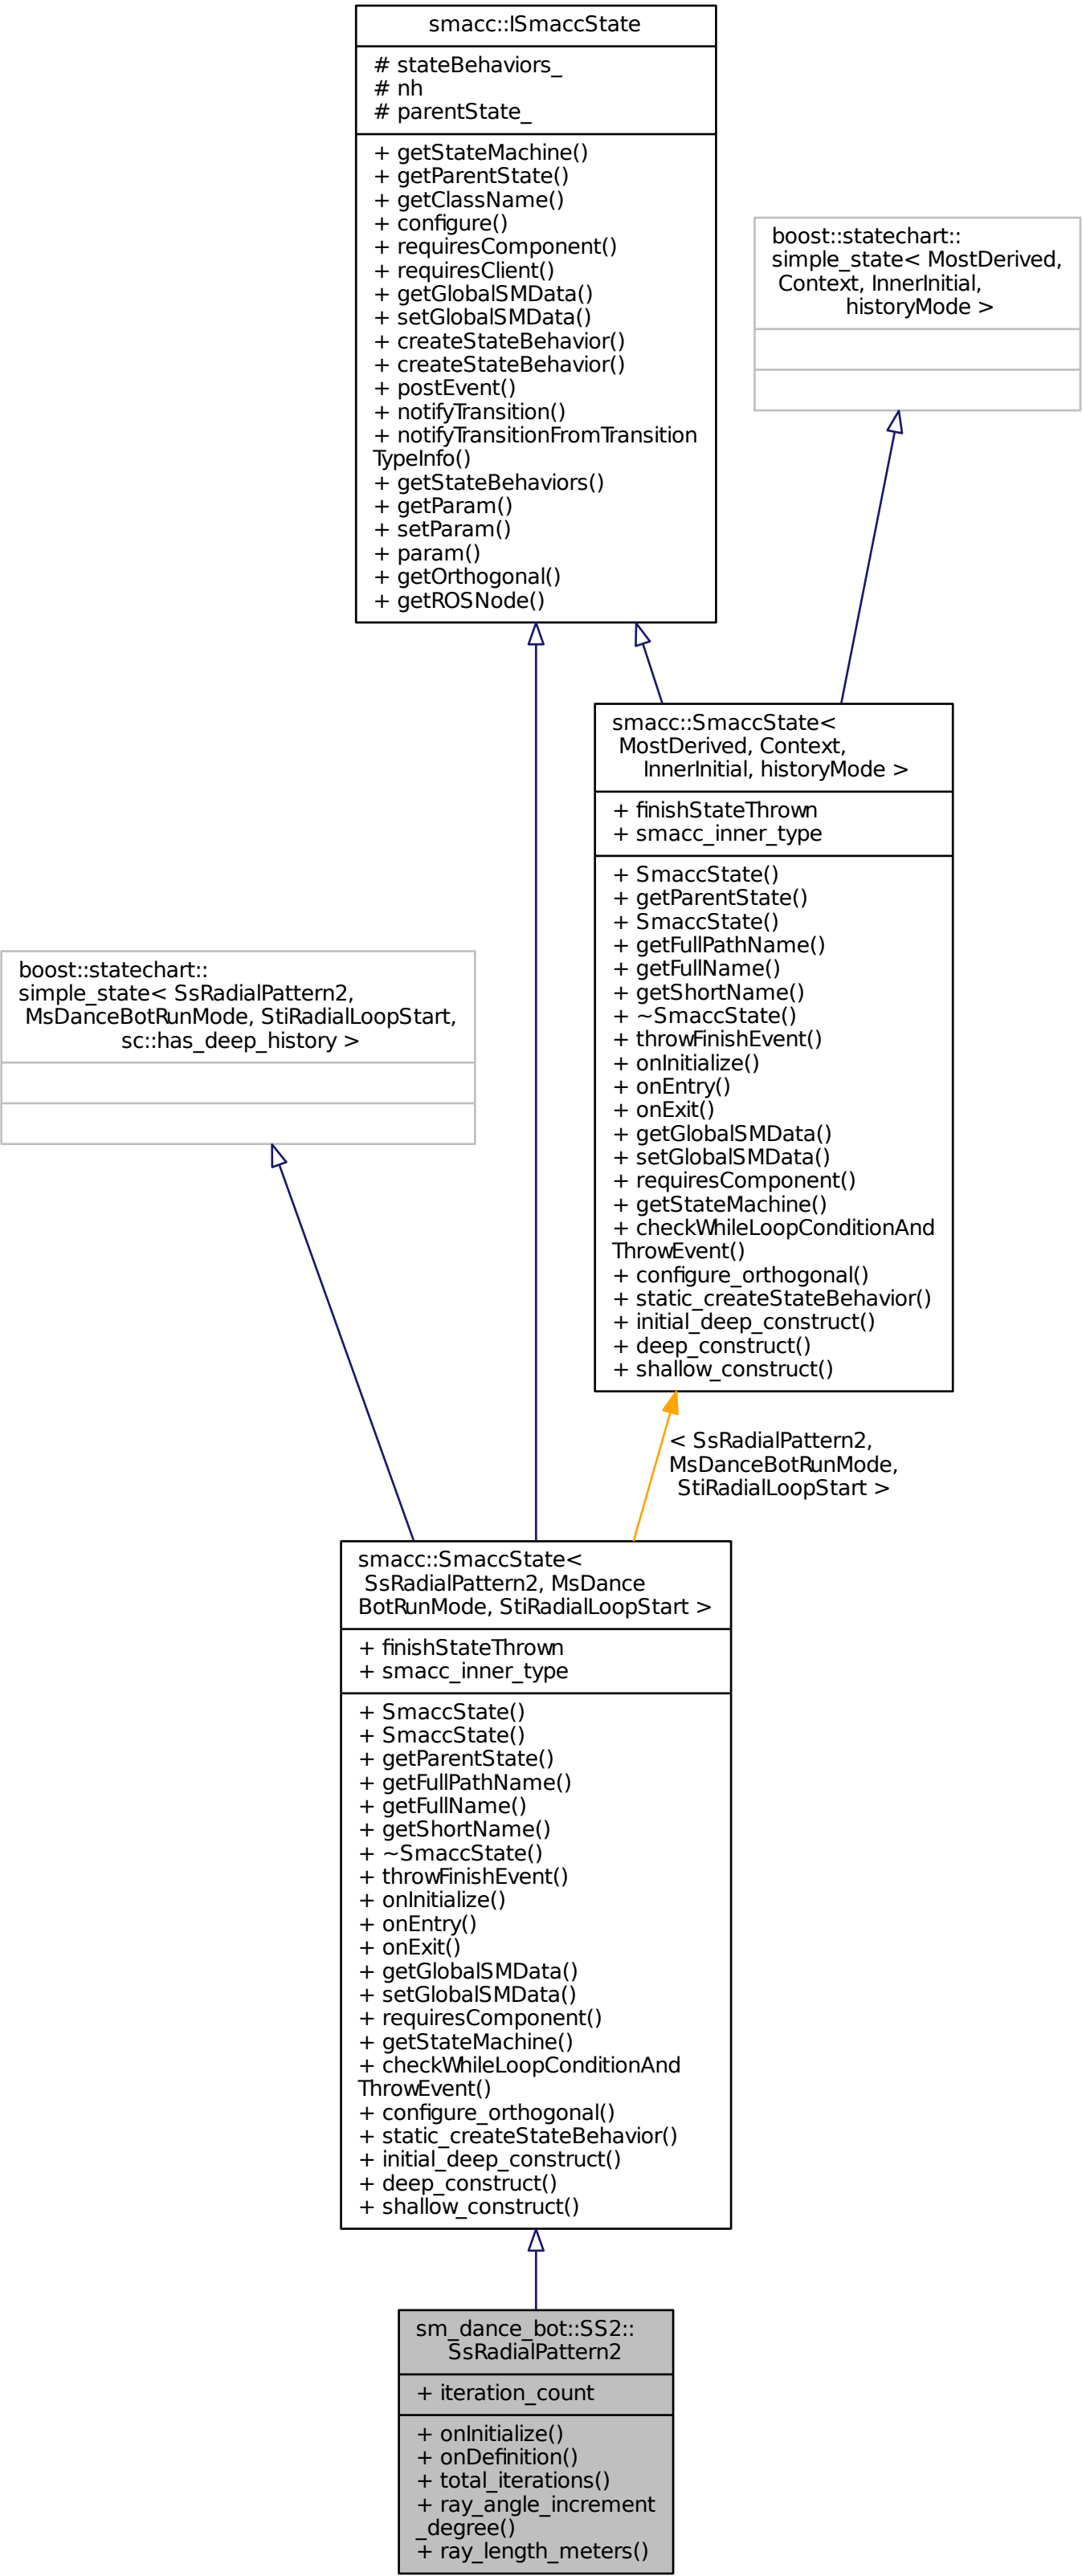 smacc::ISmaccState
# stateBehaviors_
# nh
# parentState_
+ getStateMachine()
+ getParentState()
+ getClassName()
+ configure()
+ requiresComponent()
+ requiresClient()
+ getGlobalSMData()
+ setGlobalSMData()
+ createStateBehavior()
+ createStateBehavior()
+ postEvent()
+ notifyTransition()
+ notifyTransitionFromTransition
TypeInfo()
+ getStateBehaviors()
+ getParam()
+ setParam()
+ param()
+ getOrthogonal()
+ getROSNode()
boost::statechart::
simple_state< MostDerived,
Context, InnerInitial,
historyMode >
smacc::SmaccState<
MostDerived, Context,
InnerInitial, historyMode >
+ finishStateThrown
+ smacc_inner_type
+ SmaccState()
+ getParentState()
+ SmaccState()
+ getFullPathName()
+ getFullName()
+ getShortName()
+ ~SmaccState()
+ throwFinishEvent()
+ onInitialize()
+ onEntry()
+ onExit()
+ getGlobalSMData()
+ setGlobalSMData()
+ requiresComponent()
+ getStateMachine()
+ checkWhileLoopConditionAnd
ThrowEvent()
+ configure_orthogonal()
+ static_createStateBehavior()
+ initial_deep_construct()
+ deep_construct()
+ shallow_construct()
boost::statechart::
simple_state< SsRadialPattern2,
MsDanceBotRunMode, StiRadialLoopStart,
sc::has_deep_history >
< SsRadialPattern2,
MsDanceBotRunMode,
StiRadialLoopStart >
smacc::SmaccState<
SsRadialPattern2, MsDance
BotRunMode, StiRadialLoopStart >
+ finishStateThrown
+ smacc_inner_type
+ SmaccState()
+ SmaccState()
+ getParentState()
+ getFullPathName()
+ getFullName()
+ getShortName()
+ ~SmaccState()
+ throwFinishEvent()
+ onInitialize()
+ onEntry()
+ onExit()
+ getGlobalSMData()
+ setGlobalSMData()
+ requiresComponent()
+ getStateMachine()
+ checkWhileLoopConditionAnd
ThrowEvent()
+ configure_orthogonal()
+ static_createStateBehavior()
+ initial_deep_construct()
+ deep_construct()
+ shallow_construct()
sm_dance_bot::SS2::
SsRadialPattern2
+ iteration_count
+ onInitialize()
+ onDefinition()
+ total_iterations()
+ ray_angle_increment
_degree()
+ ray_length_meters()